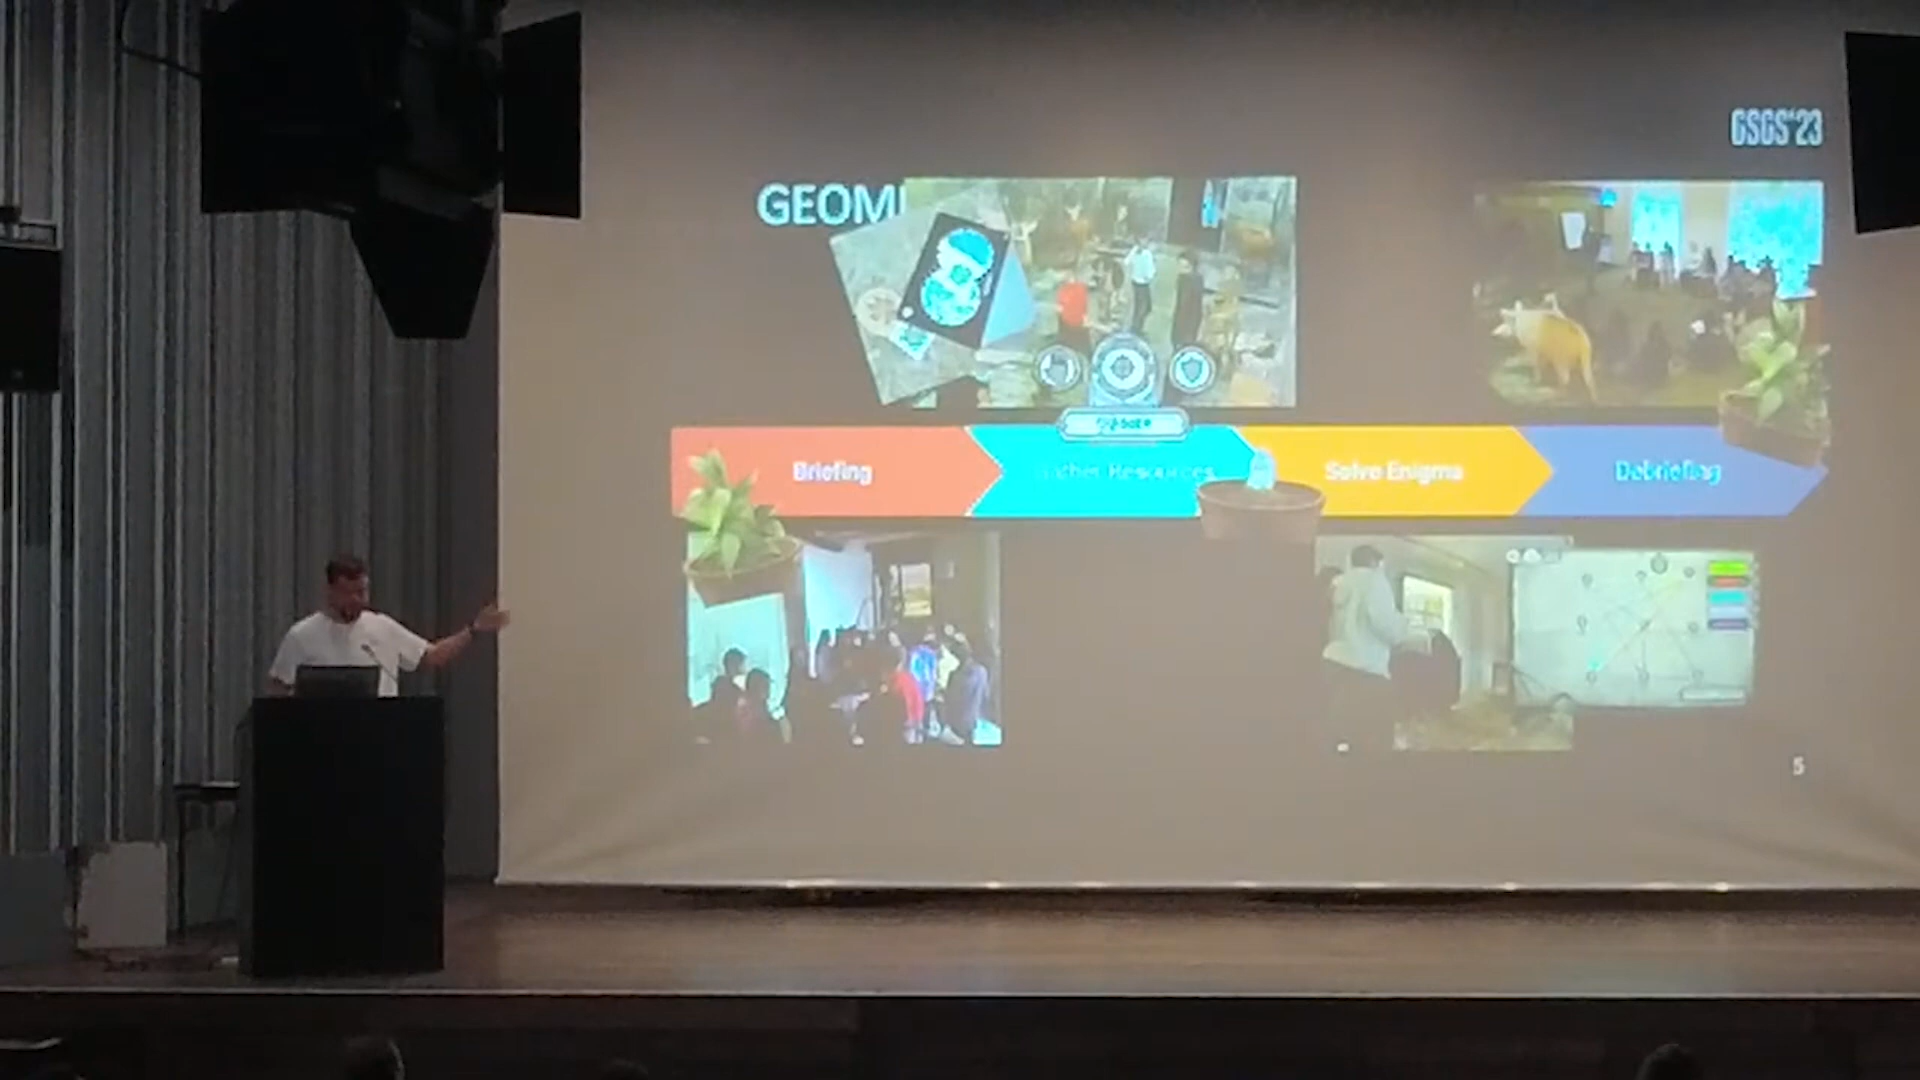 GSGS'23
GEOM
Briefing
Gather Resources
Solve Enigma
Debriefing
5